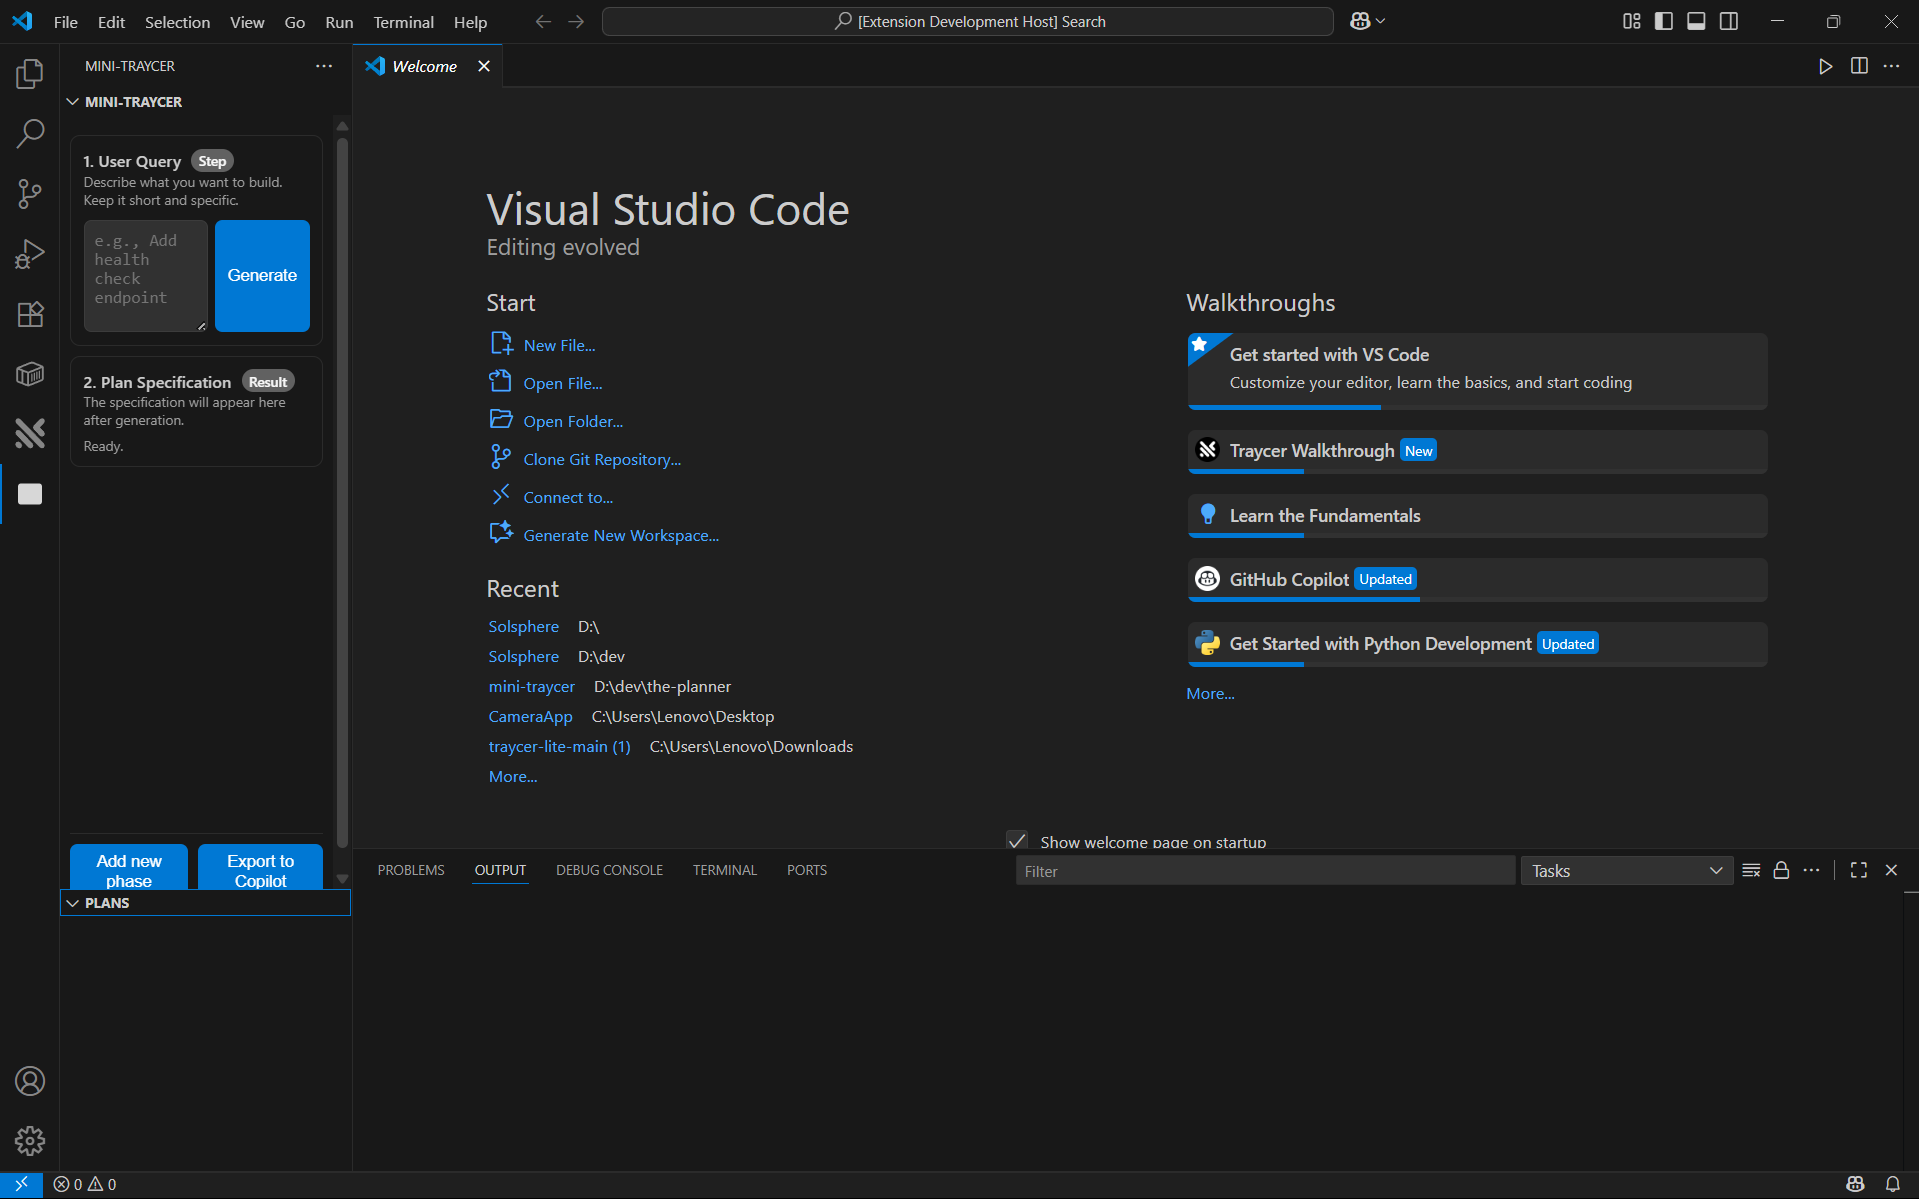 File Edit Selection View Go Run Terminal Help
[Extension Development Host] Search
MINI-TRAYCER
MINI-TRAYCER
1. User Query Step
Describe what you want to build.
Keep it short and specific.
e.g., Add
health
check
endpoint
Generate
2. Plan Specification Result
The specification will appear here
after generation.
Ready.
Add new
phase
Export to
Copilot
PLANS
Welcome
Visual Studio Code
Editing evolved
Start
New File...
Open File...
Open Folder...
Clone Git Repository...
Connect to...
Generate New Workspace...
Recent
Solsphere D:\
Solsphere D:\dev
mini-traycer D:\dev\the-planner
CameraApp C:\Users\Lenovo\Desktop
traycer-lite-main (1) C:\Users\Lenovo\Downloads
More...
Walkthroughs
Get started with VS Code
Customize your editor, learn the basics, and start coding
Traycer Walkthrough New
Learn the Fundamentals
GitHub Copilot Updated
Get Started with Python Development Updated
More...
Show welcome page on startup
PROBLEMS OUTPUT DEBUG CONSOLE TERMINAL PORTS
Filter
Tasks
0 0